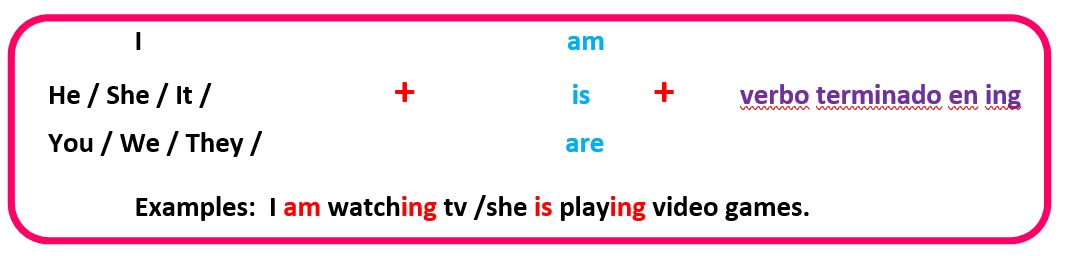 I am
He / She / It / + is + verbo terminado en ing
You / We / They / are
Examples: I am watching tv /she is playing video games.